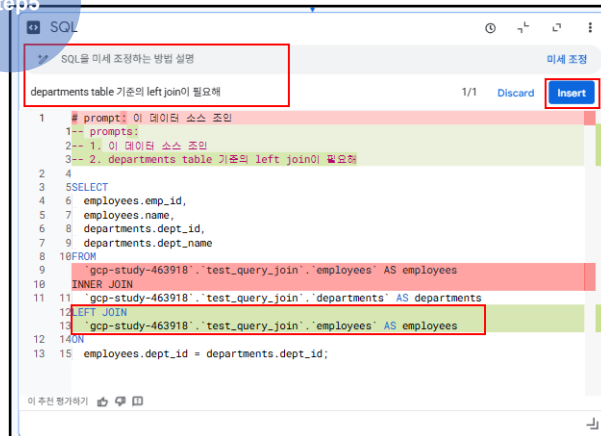 step5
SQL
SQL을 미세 조정하는 방법 설명
미세 조정
departments table 기준의 left join이 필요해
1/1 Discard Insert
1 # prompt: 이 데이터 소스 조인
1 -- prompts:
2 -- 1. 이 데이터 소스 조인
3 -- 2. departments table 기준의 left join이 필요해
2 4
3 5 SELECT
4 6 employees.emp_id,
5 7 employees.name,
6 8 departments.dept_id,
7 9 departments.dept_name
8 10 FROM
9 `gcp-study-463918`.`test_query_join`.`employees` AS employees
10 INNER JOIN
11 11 `gcp-study-463918`.`test_query_join`.`departments` AS departments
12 LEFT JOIN
13 `gcp-study-463918`.`test_query_join`.`employees` AS employees
12 14 ON
13 15 employees.dept_id = departments.dept_id;
이 추천 평가하기